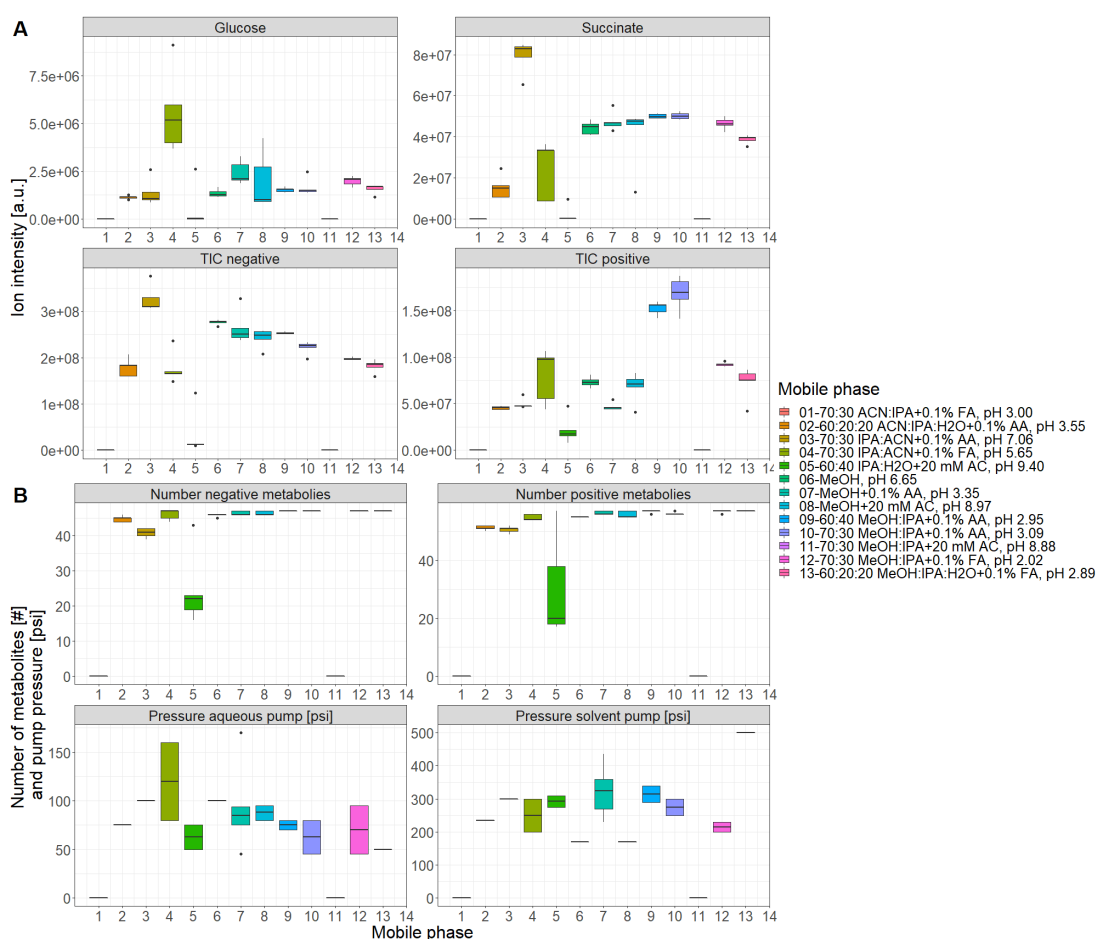 A
Glucose
Succinate
7.5e+06
5.0e+06
2.5e+06
0.0e+00
8e+07
6e+07
4e+07
2e+07
0e+00
1 2 3 4 5 6 7 8 9 10 11 12 13 14
1 2 3 4 5 6 7 8 9 10 11 12 13 14
Ion intensity [a.u.]
TIC negative
TIC positive
3e+08
2e+08
1e+08
0e+00
1.5e+08
1.0e+08
5.0e+07
0.0e+00
1 2 3 4 5 6 7 8 9 10 11 12 13 14
1 2 3 4 5 6 7 8 9 10 11 12 13 14
B
Number negative metabolies
Number positive metabolies
40
30
20
10
0
40
20
0
1 2 3 4 5 6 7 8 9 10 11 12 13 14
1 2 3 4 5 6 7 8 9 10 11 12 13 14
Number of metabolites [#]
and pump pressure [psi]
Pressure aqueous pump [psi]
Pressure solvent pump [psi]
150
100
50
0
500
400
300
200
100
0
1 2 3 4 5 6 7 8 9 10 11 12 13 14
1 2 3 4 5 6 7 8 9 10 11 12 13 14
Mobile phase
Mobile phase
01-70:30 ACN:IPA+0.1% FA, pH 3.00
02-60:20:20 ACN:IPA:H2O+0.1% AA, pH 3.55
03-70:30 IPA:ACN+0.1% AA, pH 7.06
04-70:30 IPA:ACN+0.1% FA, pH 5.65
05-60:40 IPA:H2O+20 mM AC, pH 9.40
06-MeOH, pH 6.65
07-MeOH+0.1% AA, pH 3.35
08-MeOH+20 mM AC, pH 8.97
09-60:40 MeOH:IPA+0.1% AA, pH 2.95
10-70:30 MeOH:IPA+0.1% AA, pH 3.09
11-70:30 MeOH:IPA+20 mM AC, pH 8.88
12-70:30 MeOH:IPA+0.1% FA, pH 2.02
13-60:20:20 MeOH:IPA:H2O+0.1% FA, pH 2.89